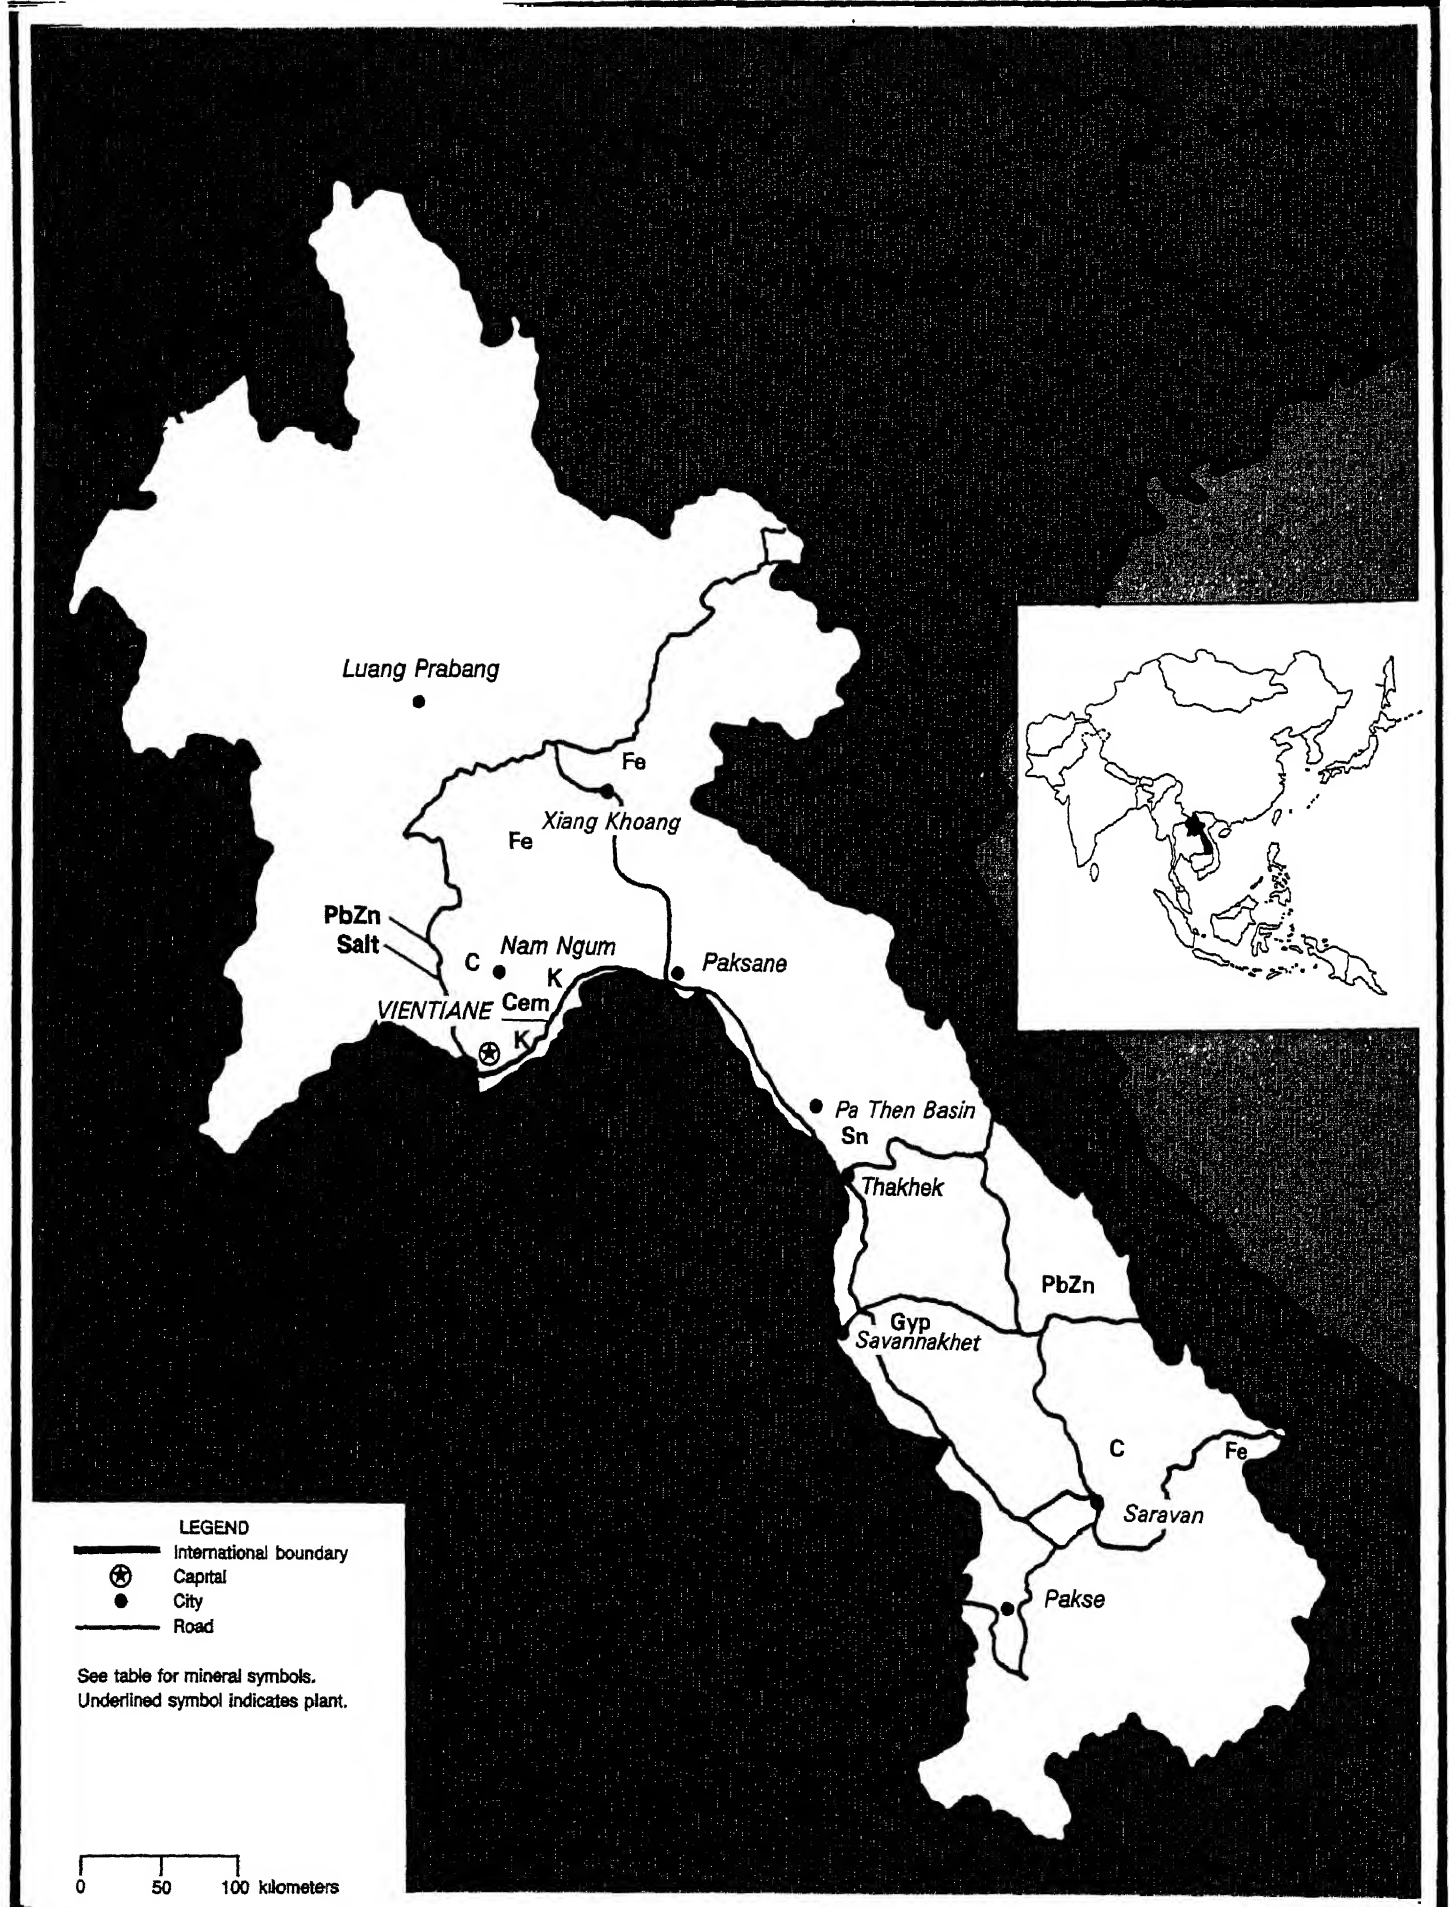 Luang Prabang
Fe
Xiang Khoang
Fe
PbZn
Salt
C
Nam Ngum
K
Paksane
VIENTIANE
Cem
K
Pa Then Basin
Sn
Thakhek
PbZn
Gyp
Savannakhet
C
Fe
Saravan
Pakse
LEGEND
International boundary
Capital
City
Road
See table for mineral symbols.
Underlined symbol indicates plant.
0 50 100 kilometers